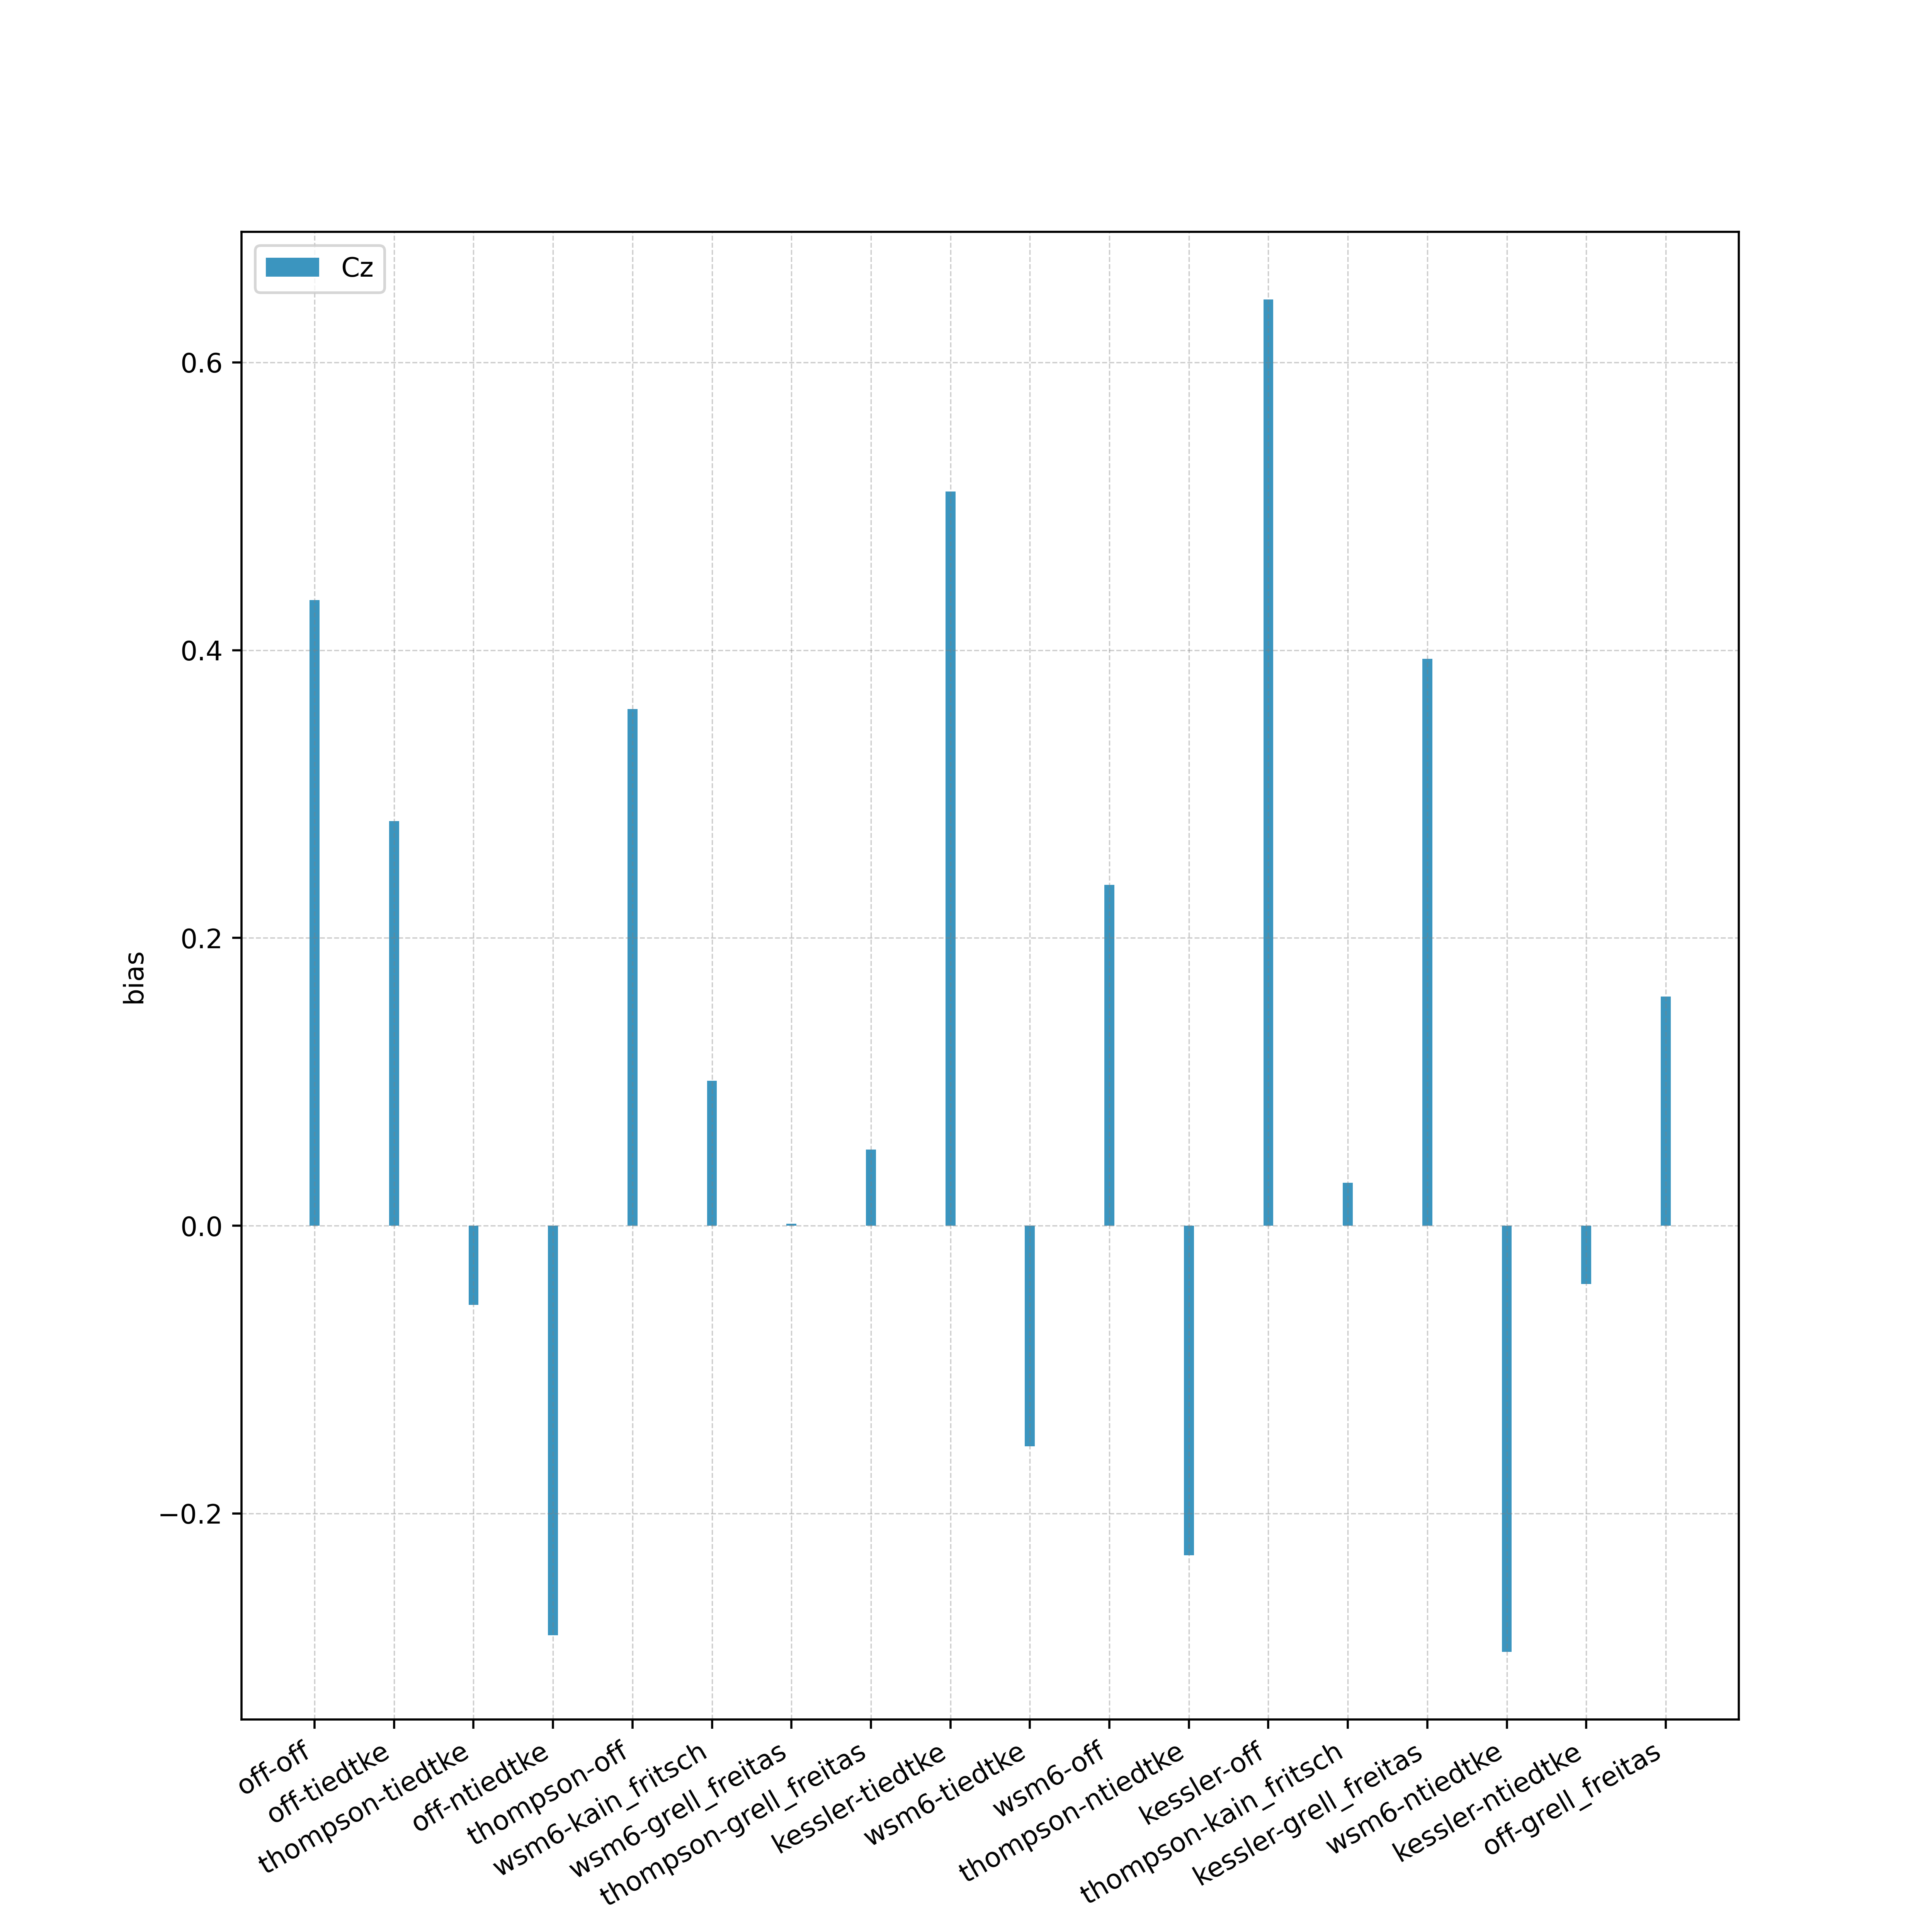 Cz
0.6
0.4
0.2
0.0
−0.2
bias
off-off
off-tiedtke
thompson-tiedtke
off-ntiedtke
thompson-off
wsm6-kain_fritsch
wsm6-grell_freitas
thompson-grell_freitas
kessler-tiedtke
wsm6-tiedtke
wsm6-off
thompson-ntiedtke
kessler-off
thompson-kain_fritsch
kessler-grell_freitas
wsm6-ntiedtke
kessler-ntiedtke
off-grell_freitas